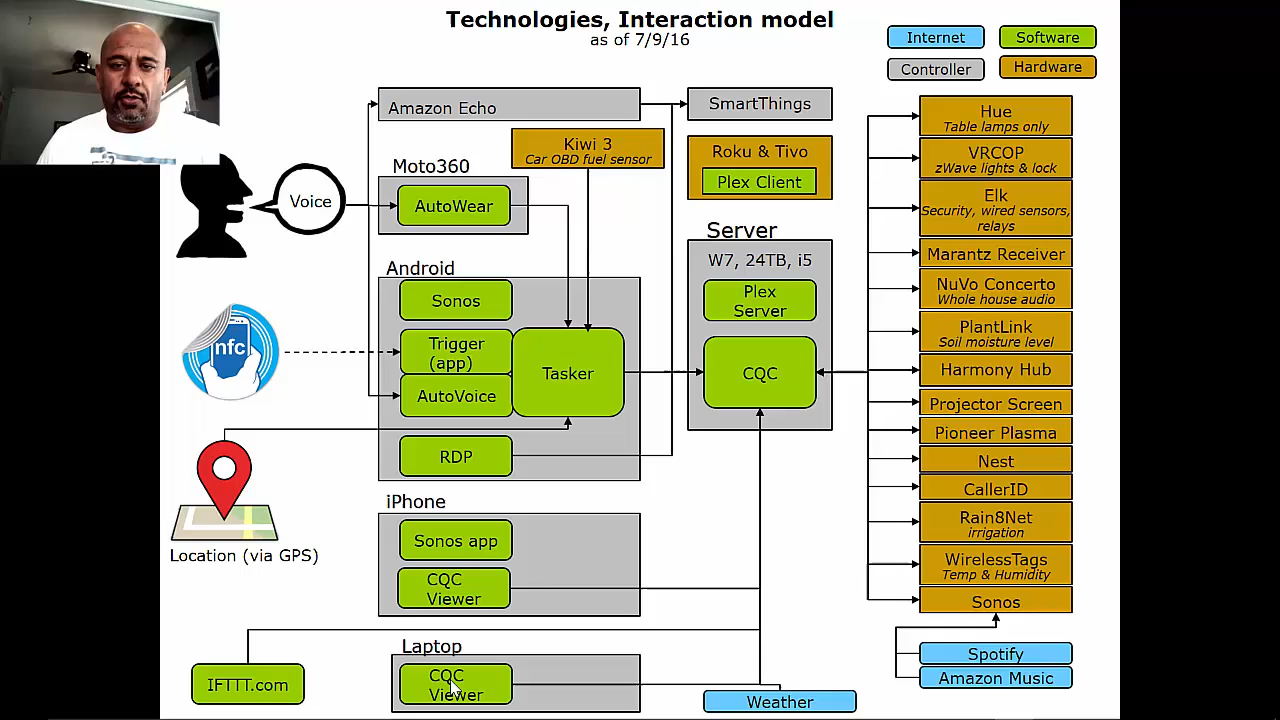 Technologies, Interaction model
as of 7/9/16
Internet
Software
Controller
Hardware
Amazon Echo
SmartThings
Kiwi 3
Car OBD fuel sensor
Roku & Tivo
Plex Client
Moto360
AutoWear
Voice
Server
W7, 24TB, i5
Plex
Server
CQC
Android
Sonos
Trigger
(app)
AutoVoice
Tasker
RDP
nfc
Location (via GPS)
iPhone
Sonos app
CQC
Viewer
Laptop
CQC
Viewer
IFTTT.com
Weather
Hue
Table lamps only
VRCOP
zWave lights & lock
Elk
Security, wired sensors,
relays
Marantz Receiver
NuVo Concerto
Whole house audio
PlantLink
Soil moisture level
Harmony Hub
Projector Screen
Pioneer Plasma
Nest
CallerID
Rain8Net
irrigation
WirelessTags
Temp & Humidity
Sonos
Spotify
Amazon Music